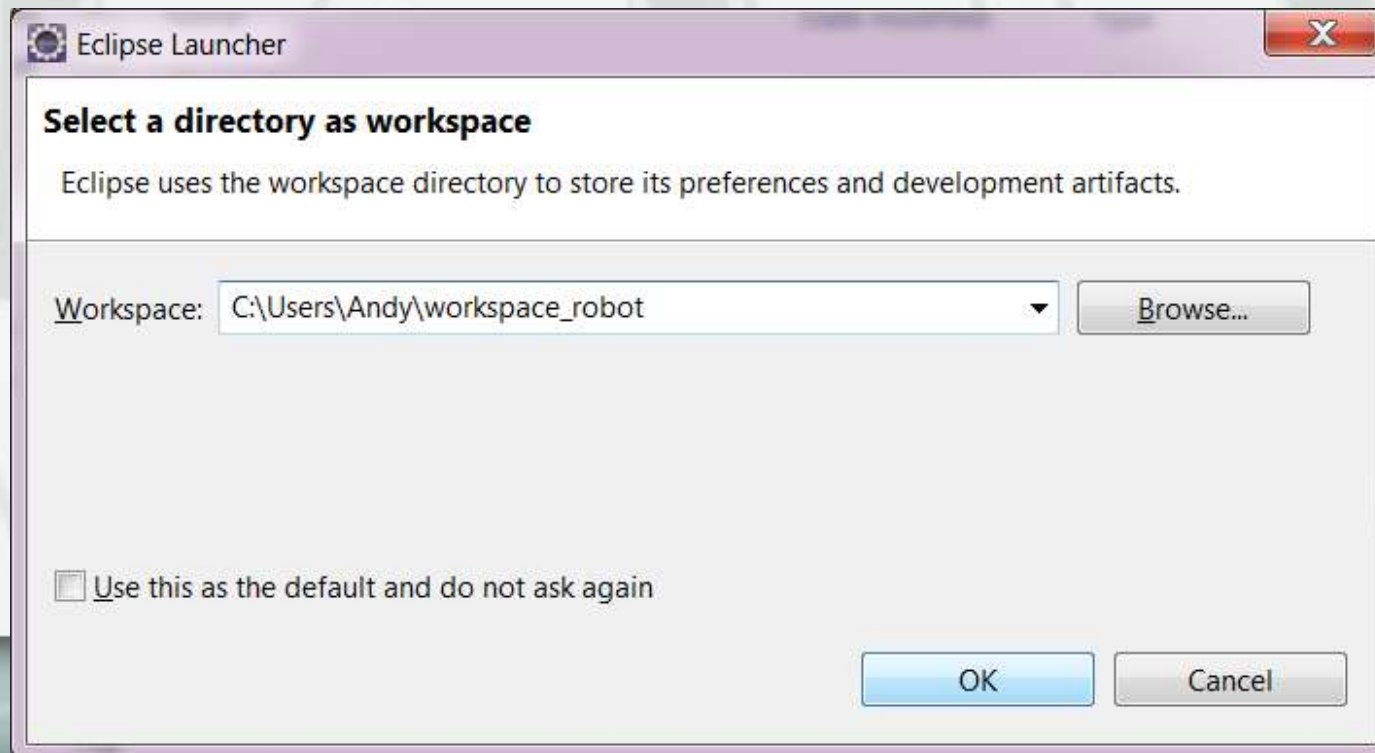 Eclipse Launcher
Select a directory as workspace
Eclipse uses the workspace directory to store its preferences and development artifacts.
Workspace: C:\Users\Andy\workspace_robot Browse...
Use this as the default and do not ask again
OK Cancel